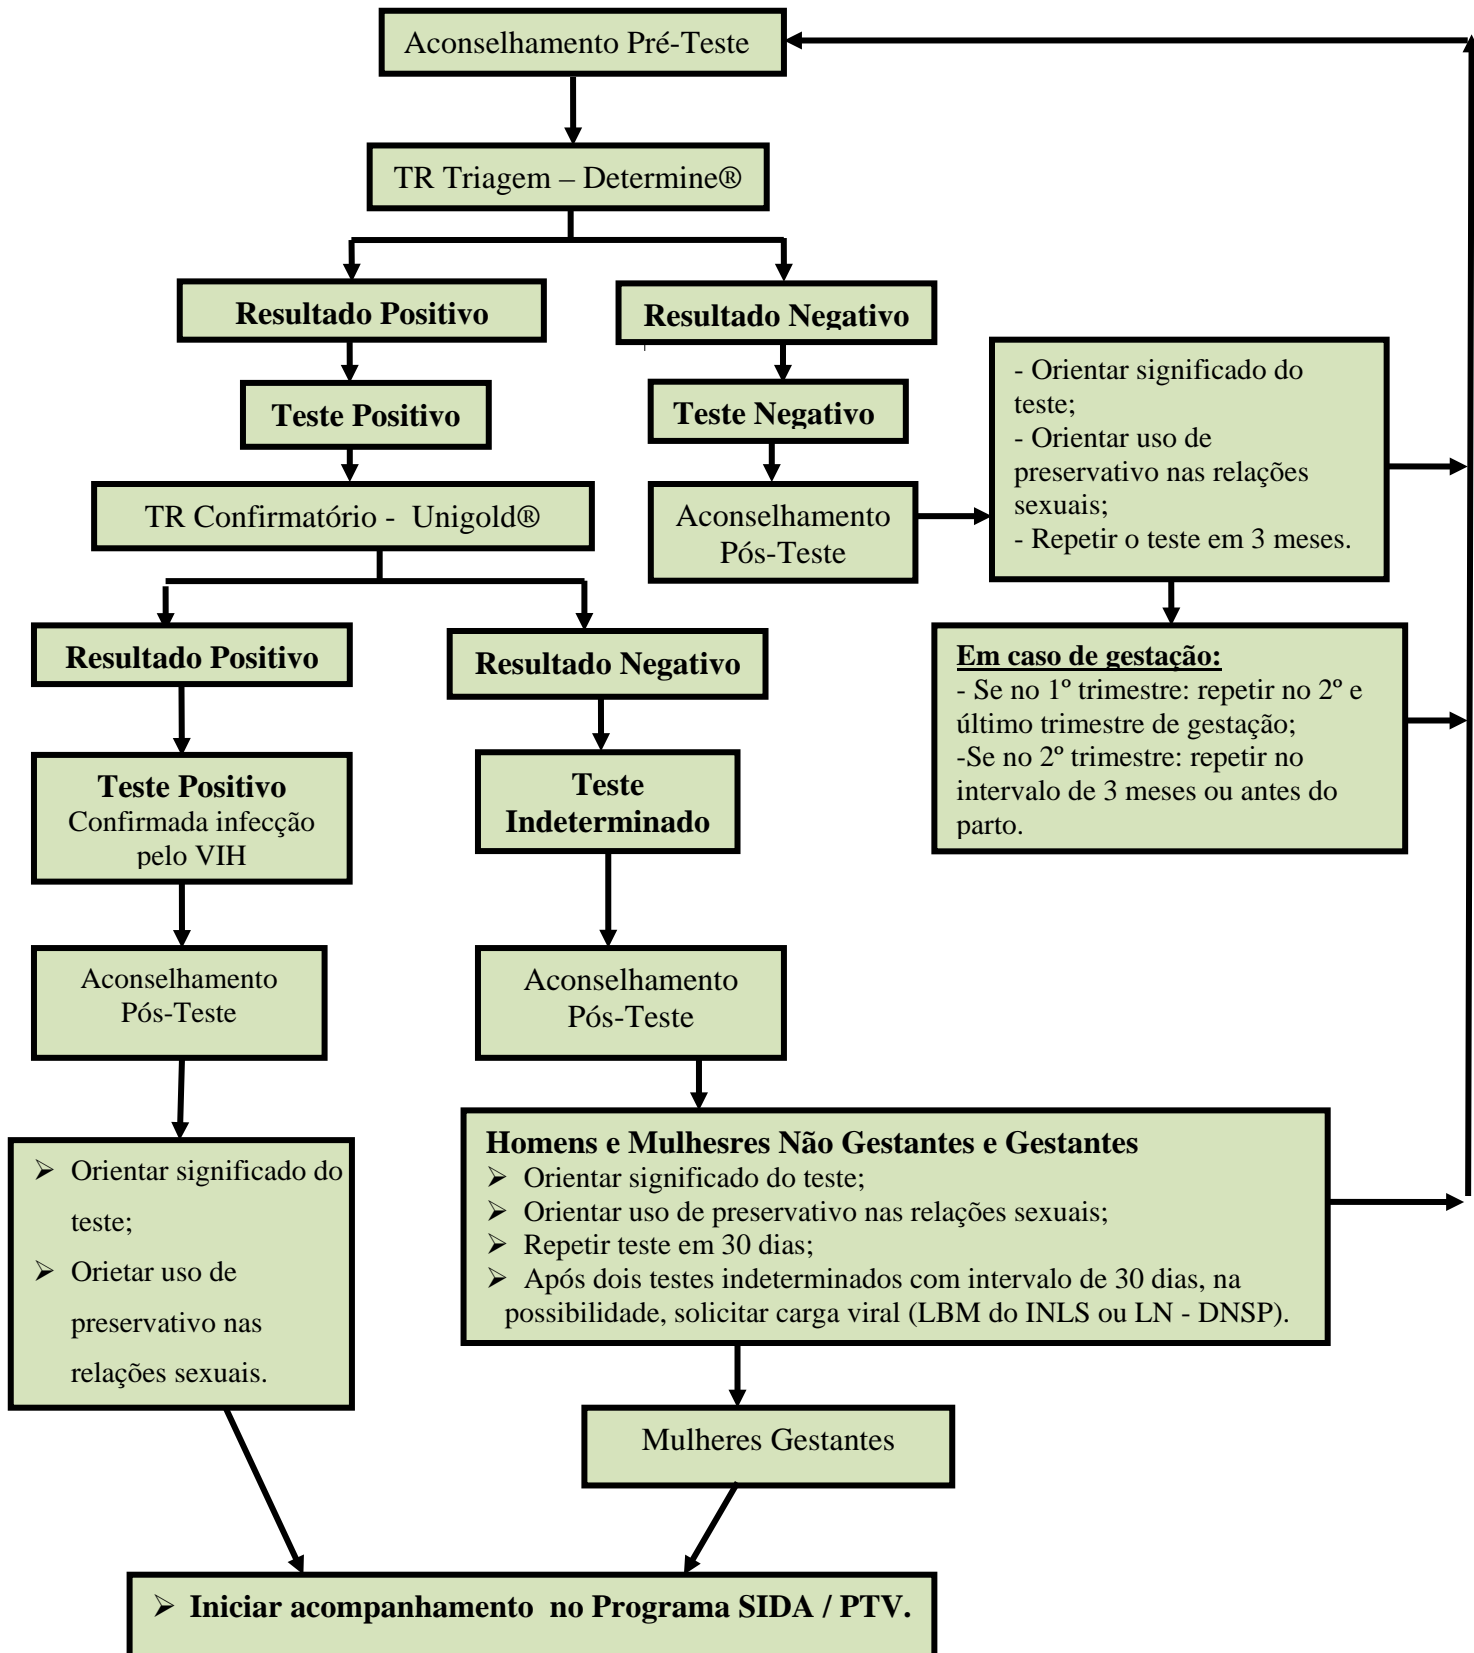 Aconselhamento Pré-Teste
TR Triagem – Determine®
Resultado Positivo
Resultado Negativo
Teste Positivo
Teste Negativo
- Orientar significado do
teste;
- Orientar uso de
preservativo nas relações
sexuais;
- Repetir o teste em 3 meses.
TR Confirmatório -  Unigold®
Aconselhamento
Pós-Teste
Resultado Positivo
Resultado Negativo
Em caso de gestação:
- Se no 1º trimestre: repetir no 2º e
último trimestre de gestação;
-Se no 2º trimestre: repetir no
intervalo de 3 meses ou antes do
parto.
Teste Positivo
Confirmada infecção
pelo VIH
Teste
Indeterminado
Aconselhamento
Pós-Teste
Aconselhamento
Pós-Teste
➢ Orientar significado do
teste;
➢ Orietar uso de
preservativo nas
relações sexuais.
Homens e Mulhesres Não Gestantes e Gestantes
➢ Orientar significado do teste;
➢ Orientar uso de preservativo nas relações sexuais;
➢ Repetir teste em 30 dias;
➢ Após dois testes indeterminados com intervalo de 30 dias, na
possibilidade, solicitar carga viral (LBM do INLS ou LN - DNSP).
Mulheres Gestantes
➢ Iniciar acompanhamento  no Programa SIDA / PTV.